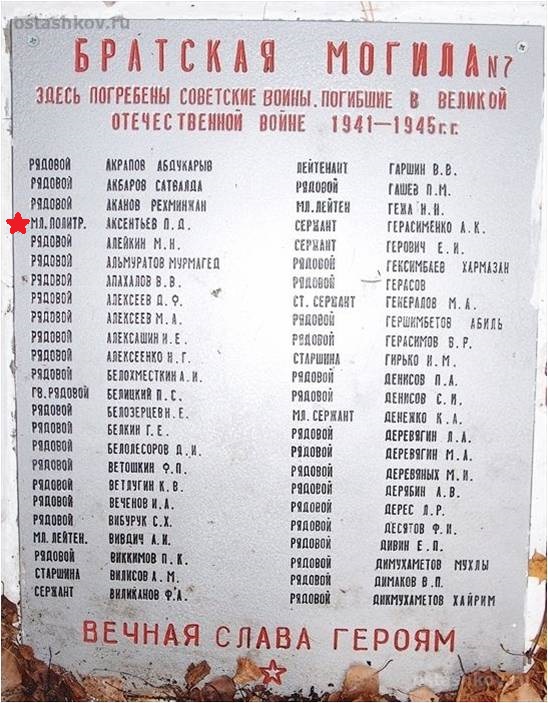 ostashkov.ru
БРАТСКАЯ МОГИЛА N7
ЗДЕСЬ ПОГРЕБЕНЫ СОВЕТСКИЕ ВОИНЫ, ПОГИБШИЕ В ВЕЛИКОЙ
ОТЕЧЕСТВЕННОЙ ВОЙНЕ 1941—1945г.г.
РЯДОВОЙ АКРАПОВ АБДУКАРЫВ
РЯДОВОЙ АКБАРОВ САТВАЛДА
РЯДОВОЙ АКАНОВ РЕХМИНЖАН
МЛ. ПОЛИТР. АКСЕНТЬЕВ П.Д.
РЯДОВОЙ АЛЕЙКИН М.Н.
РЯДОВОЙ АЛЬМУРАТОВ МУРМАГЕД
РЯДОВОЙ АПАХАЛОВ В.В.
РЯДОВОЙ АЛЕКСЕЕВ Д.Ф.
РЯДОВОЙ АЛЕКСЕЕВ М.А.
РЯДОВОЙ АЛЕКСАШИН И.Е.
РЯДОВОЙ АЛЕКСЕЕНКО Н.Г.
РЯДОВОЙ БЕЛОХМЕСТКИН А.И.
ГВ. РЯДОВОЙ БЕЛИЦКИЙ П.С.
РЯДОВОЙ БЕЛОЗЕРЦЕВ Н.Е.
РЯДОВОЙ БЕЛКИН Г.Е.
РЯДОВОЙ БЕЛОЛЕСОРОВ Д.И.
РЯДОВОЙ ВЕТОШКИН Ф.П.
РЯДОВОЙ ВЕТЛУГИН К.В.
РЯДОВОЙ ВЕЧЕНОВ И.А.
РЯДОВОЙ ВИБУРУК С.Х.
МЛ. ЛЕЙТЕН. ВИВДИЧ А.И.
РЯДОВОЙ ВИККИМОВ П.К.
СТАРШИНА ВИЛИСОВ А.М.
СЕРЖАНТ ВИЛИКАНОВ Ф.А.
ЛЕЙТЕНАНТ ГАРШИН В.В.
РЯДОВОЙ ГАШЕВ П.М.
МЛ. ЛЕЙТЕН ГЕЖА Н.Н.
СЕРЖАНТ ГЕРАСИМЕНКО А.К.
СЕРЖАНТ ГЕРОВИЧ Е.И.
РЯДОВОЙ ГЕКСИМБАЕВ ХАРМАЗАН
РЯДОВОЙ ГЕРАСОВ
СТ. СЕРЖАНТ ГЕНЕРАЛОВ М.А.
РЯДОВОЙ ГЕРШИМБЕТОВ АБИЛЬ
РЯДОВОЙ ГЕРАСИМОВ В.Р.
СТАРШИНА ГИРЬКО И.М.
РЯДОВОЙ ДЕНИСОВ П.А.
РЯДОВОЙ ДЕНИСОВ С.И.
МЛ. СЕРЖАНТ ДЕНЕЖКО К.А.
РЯДОВОЙ ДЕРЕВЯГИН Л.А.
РЯДОВОЙ ДЕРЕВЯГИН М.А.
РЯДОВОЙ ДЕРЕВЯНЫХ М.И.
РЯДОВОЙ ДЕРЯБИН А.В.
РЯДОВОЙ ДЕРЕС Л.Р.
РЯДОВОЙ ДЕСЯТОВ Ф.И.
РЯДОВОЙ ДИВИН Е.П.
РЯДОВОЙ ДИМУХАМЕТОВ МУХЛЫ
РЯДОВОЙ ДИМАКОВ В.П.
РЯДОВОЙ ДИКМУХАМЕТОВ ХАЙРИМ
ВЕЧНАЯ СЛАВА ГЕРОЯМ
ostashkov.ru